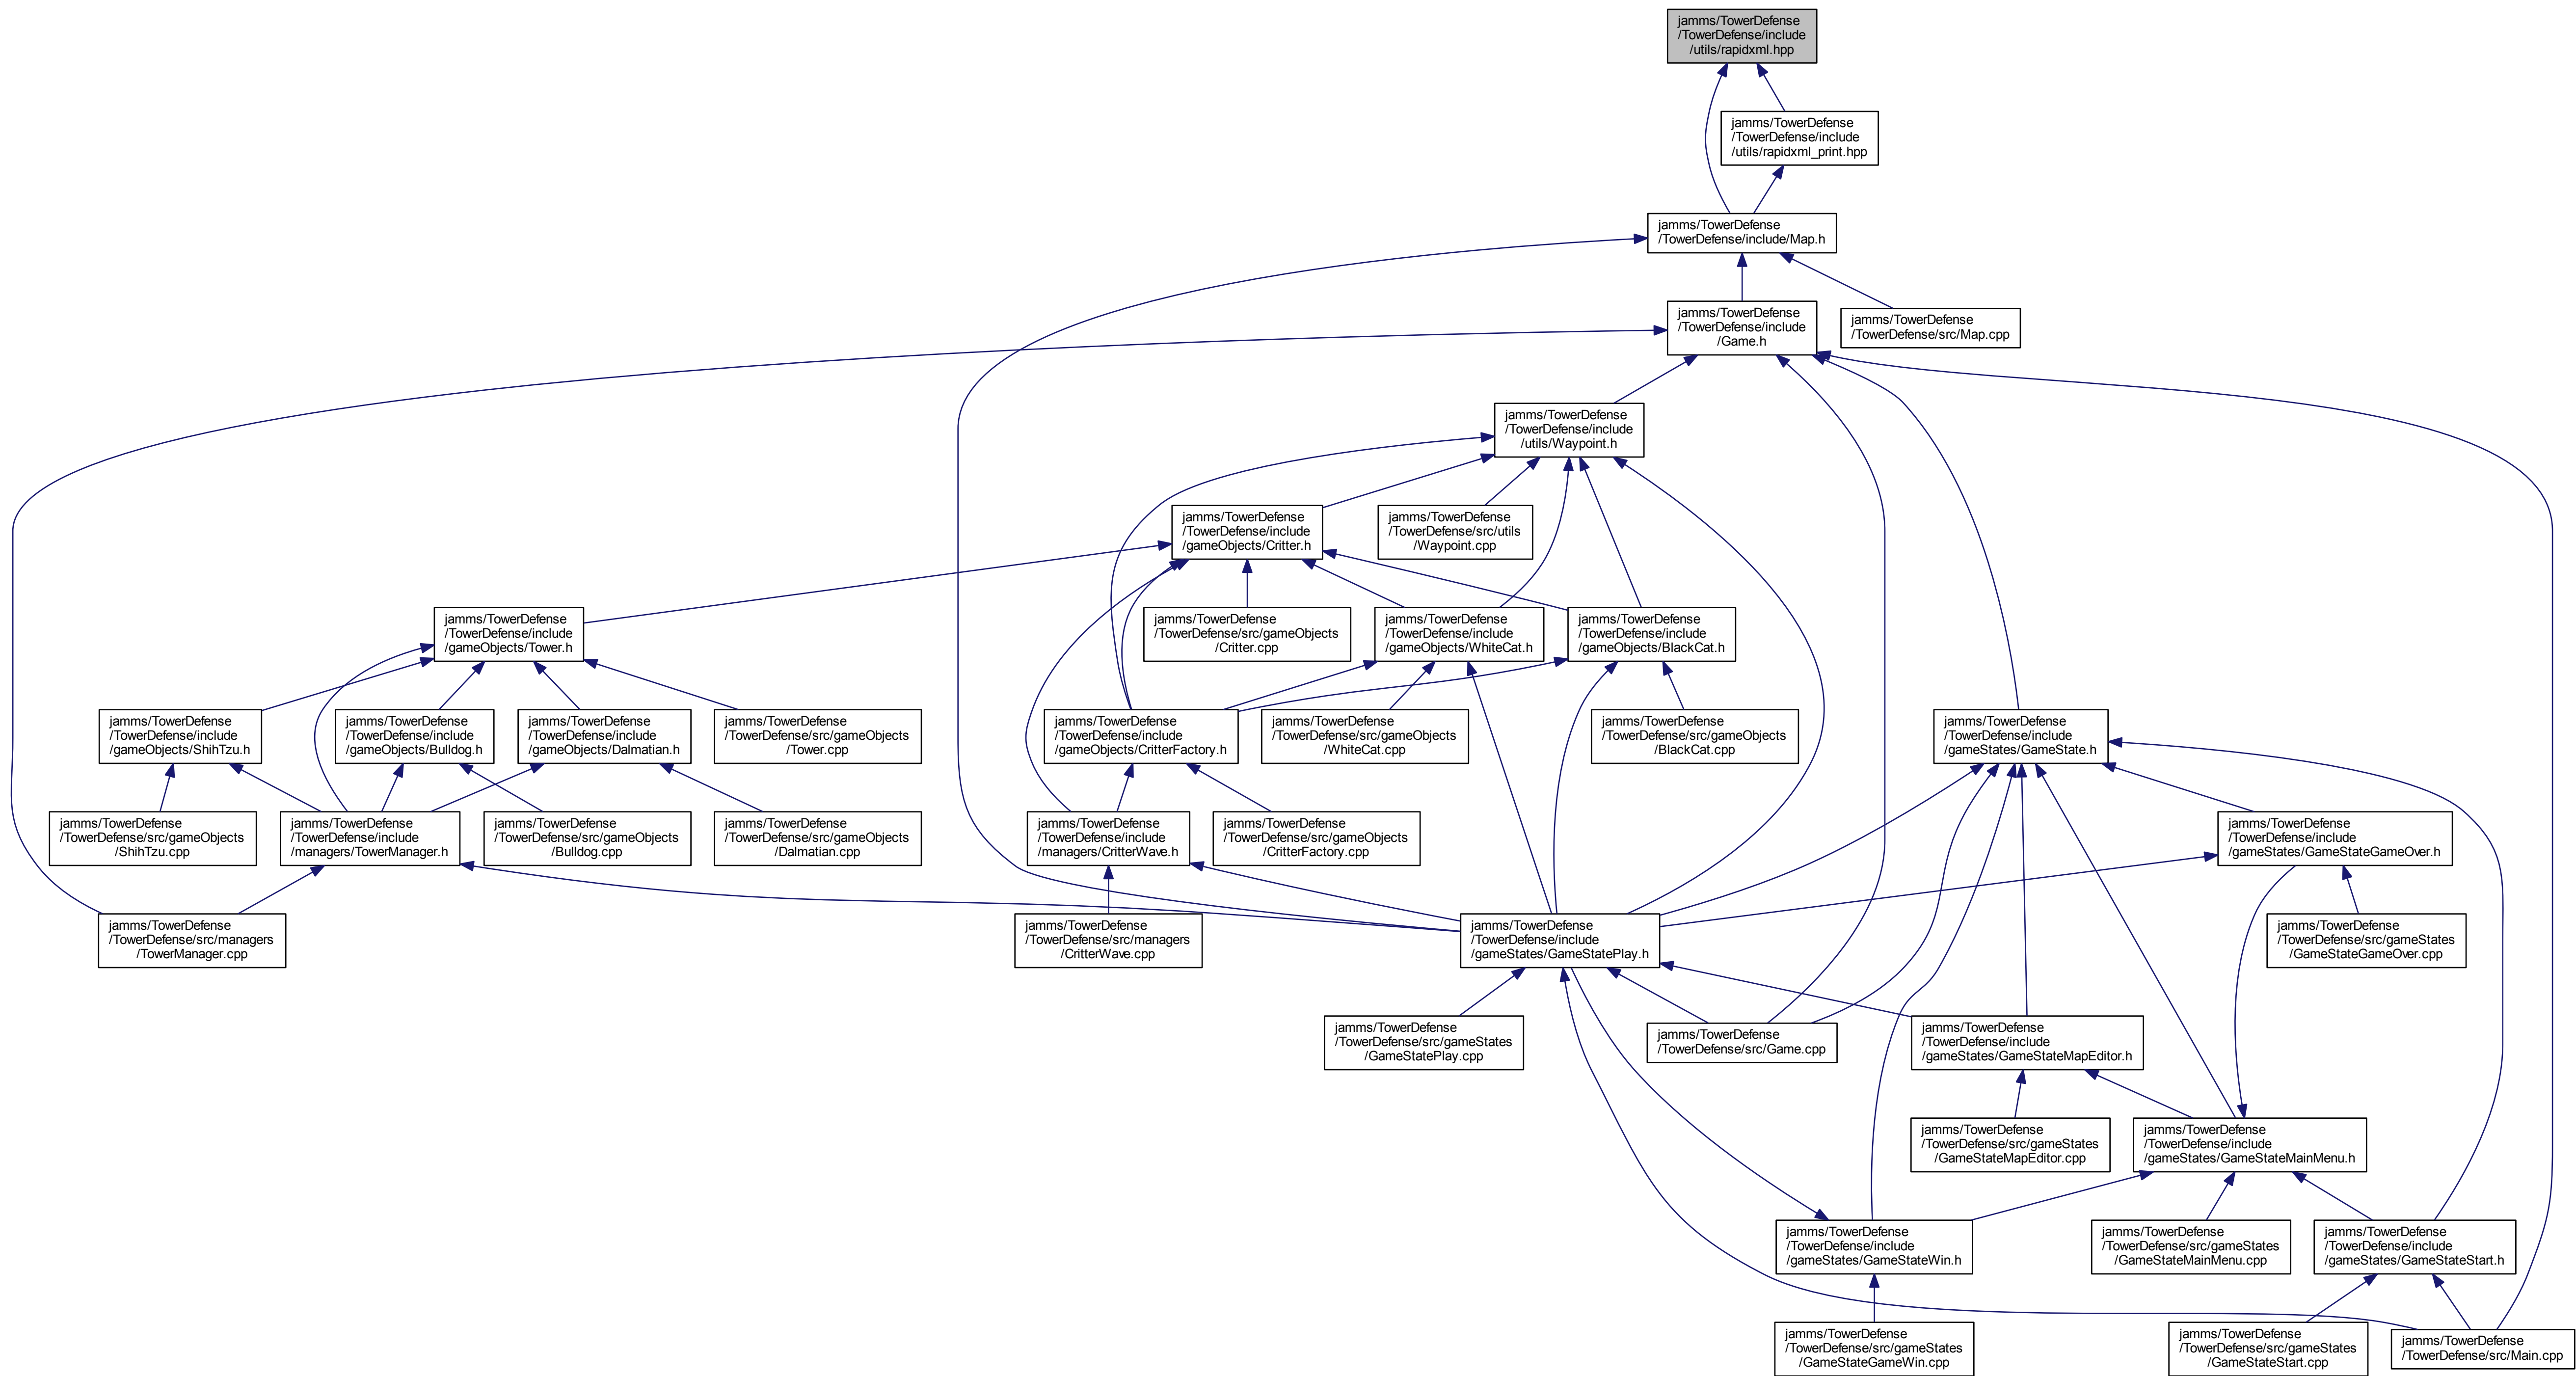 jamms/TowerDefense
/TowerDefense/include
/utils/rapidxml.hpp
jamms/TowerDefense
/TowerDefense/include
/utils/rapidxml_print.hpp
jamms/TowerDefense
/TowerDefense/include/Map.h
jamms/TowerDefense
/TowerDefense/include
/Game.h
jamms/TowerDefense
/TowerDefense/src/Map.cpp
jamms/TowerDefense
/TowerDefense/include
/utils/Waypoint.h
jamms/TowerDefense
/TowerDefense/include
/gameObjects/Critter.h
jamms/TowerDefense
/TowerDefense/src/utils
/Waypoint.cpp
jamms/TowerDefense
/TowerDefense/include
/gameObjects/Tower.h
jamms/TowerDefense
/TowerDefense/src/gameObjects
/Critter.cpp
jamms/TowerDefense
/TowerDefense/include
/gameObjects/WhiteCat.h
jamms/TowerDefense
/TowerDefense/include
/gameObjects/BlackCat.h
jamms/TowerDefense
/TowerDefense/include
/gameObjects/ShihTzu.h
jamms/TowerDefense
/TowerDefense/include
/gameObjects/Bulldog.h
jamms/TowerDefense
/TowerDefense/include
/gameObjects/Dalmatian.h
jamms/TowerDefense
/TowerDefense/src/gameObjects
/Tower.cpp
jamms/TowerDefense
/TowerDefense/include
/gameObjects/CritterFactory.h
jamms/TowerDefense
/TowerDefense/src/gameObjects
/WhiteCat.cpp
jamms/TowerDefense
/TowerDefense/src/gameObjects
/BlackCat.cpp
jamms/TowerDefense
/TowerDefense/include
/gameStates/GameState.h
jamms/TowerDefense
/TowerDefense/src/gameObjects
/ShihTzu.cpp
jamms/TowerDefense
/TowerDefense/include
/managers/TowerManager.h
jamms/TowerDefense
/TowerDefense/src/gameObjects
/Bulldog.cpp
jamms/TowerDefense
/TowerDefense/src/gameObjects
/Dalmatian.cpp
jamms/TowerDefense
/TowerDefense/include
/managers/CritterWave.h
jamms/TowerDefense
/TowerDefense/src/gameObjects
/CritterFactory.cpp
jamms/TowerDefense
/TowerDefense/include
/gameStates/GameStateGameOver.h
jamms/TowerDefense
/TowerDefense/src/managers
/TowerManager.cpp
jamms/TowerDefense
/TowerDefense/src/managers
/CritterWave.cpp
jamms/TowerDefense
/TowerDefense/include
/gameStates/GameStatePlay.h
jamms/TowerDefense
/TowerDefense/src/gameStates
/GameStateGameOver.cpp
jamms/TowerDefense
/TowerDefense/src/gameStates
/GameStatePlay.cpp
jamms/TowerDefense
/TowerDefense/src/Game.cpp
jamms/TowerDefense
/TowerDefense/include
/gameStates/GameStateMapEditor.h
jamms/TowerDefense
/TowerDefense/src/gameStates
/GameStateMapEditor.cpp
jamms/TowerDefense
/TowerDefense/include
/gameStates/GameStateMainMenu.h
jamms/TowerDefense
/TowerDefense/include
/gameStates/GameStateWin.h
jamms/TowerDefense
/TowerDefense/src/gameStates
/GameStateMainMenu.cpp
jamms/TowerDefense
/TowerDefense/include
/gameStates/GameStateStart.h
jamms/TowerDefense
/TowerDefense/src/gameStates
/GameStateGameWin.cpp
jamms/TowerDefense
/TowerDefense/src/gameStates
/GameStateStart.cpp
jamms/TowerDefense
/TowerDefense/src/Main.cpp